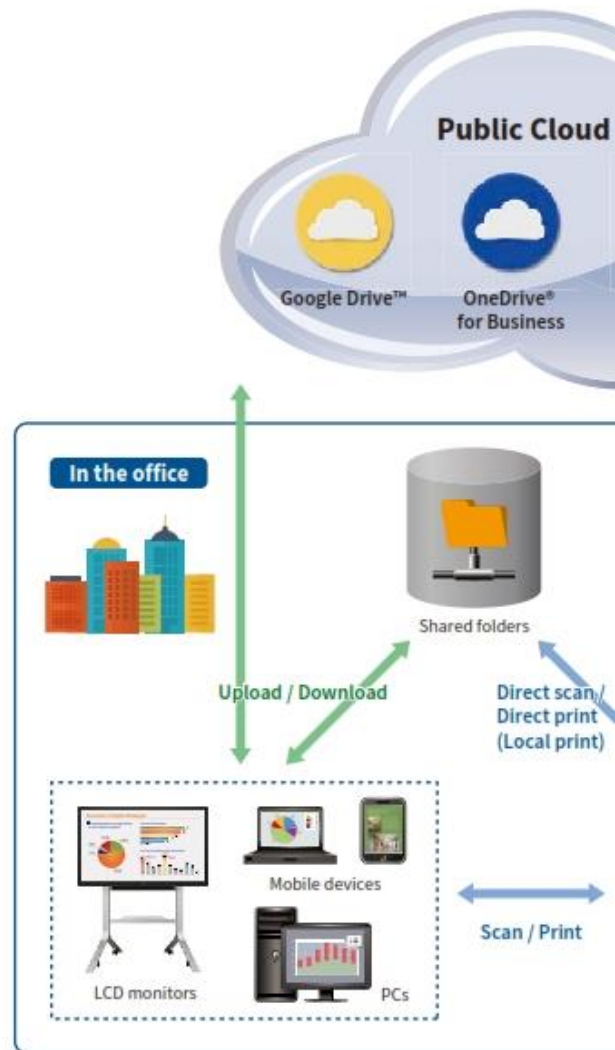 Public Cloud
Google Drive™
OneDrive®
for Business
In the office
Shared folders
Upload / Download
Direct scan /
Direct print
(Local print)
Mobile devices
Scan / Print
LCD monitors
PCs